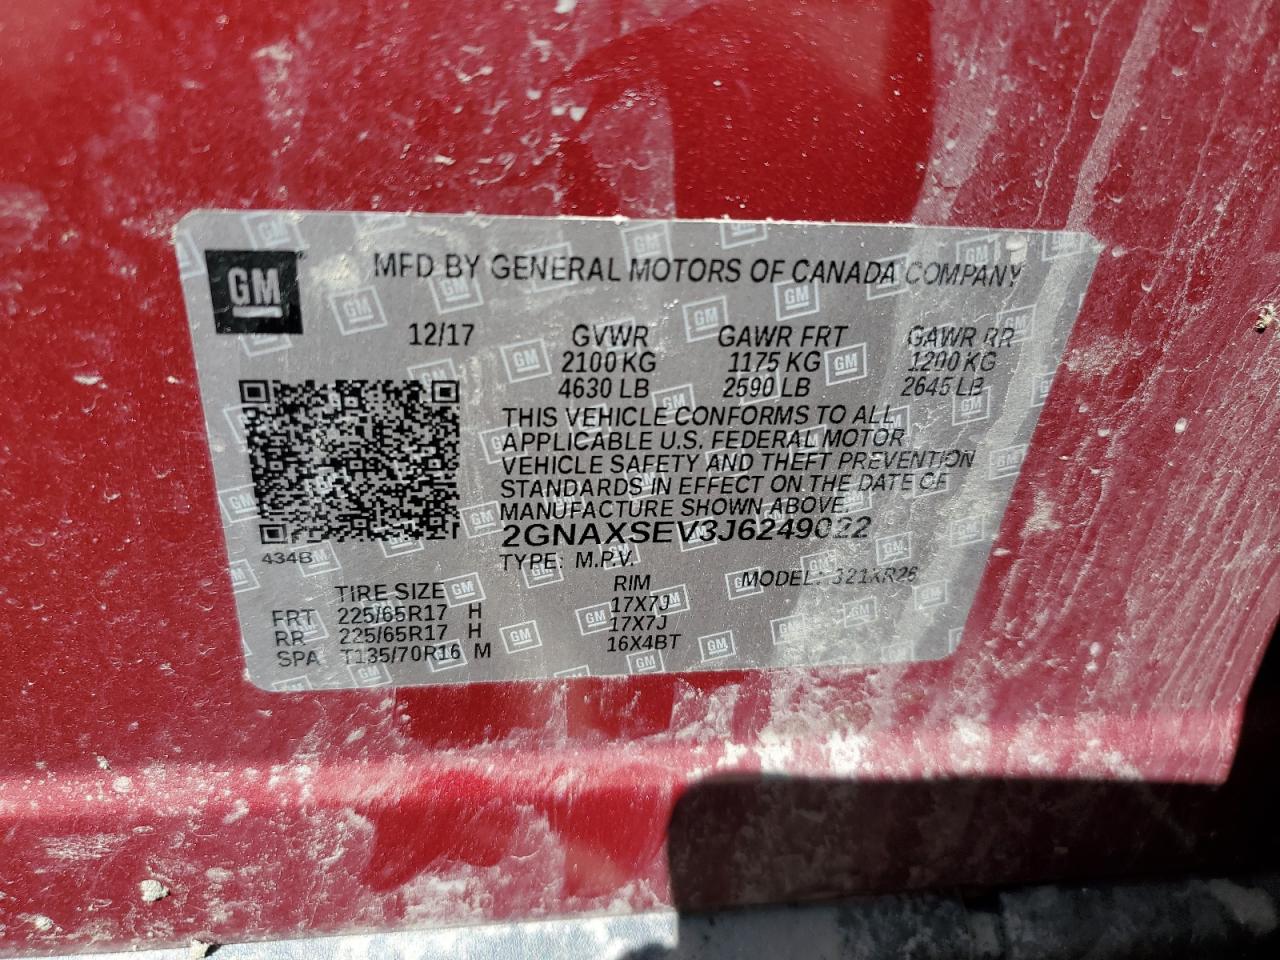 GM MFD BY GENERAL MOTORS OF CANADA COMPANY
12/17 GVWR GAWR FRT GAWR RR
2100 KG 1175 KG 1200 KG
4630 LB 2590 LB 2645 LB
THIS VEHICLE CONFORMS TO ALL
APPLICABLE U.S. FEDERAL MOTOR
VEHICLE SAFETY AND THEFT PREVENTION
STANDARDS IN EFFECT ON THE DATE OF
MANUFACTURE SHOWN ABOVE.
2GNAXSEV3J6249022
434B TYPE: M.P.V.
TIRE SIZE RIM MODEL: 321XR26
FRT 225/65R17 H 17X7J
RR 225/65R17 H 17X7J
SPA T135/70R16 M 16X4BT